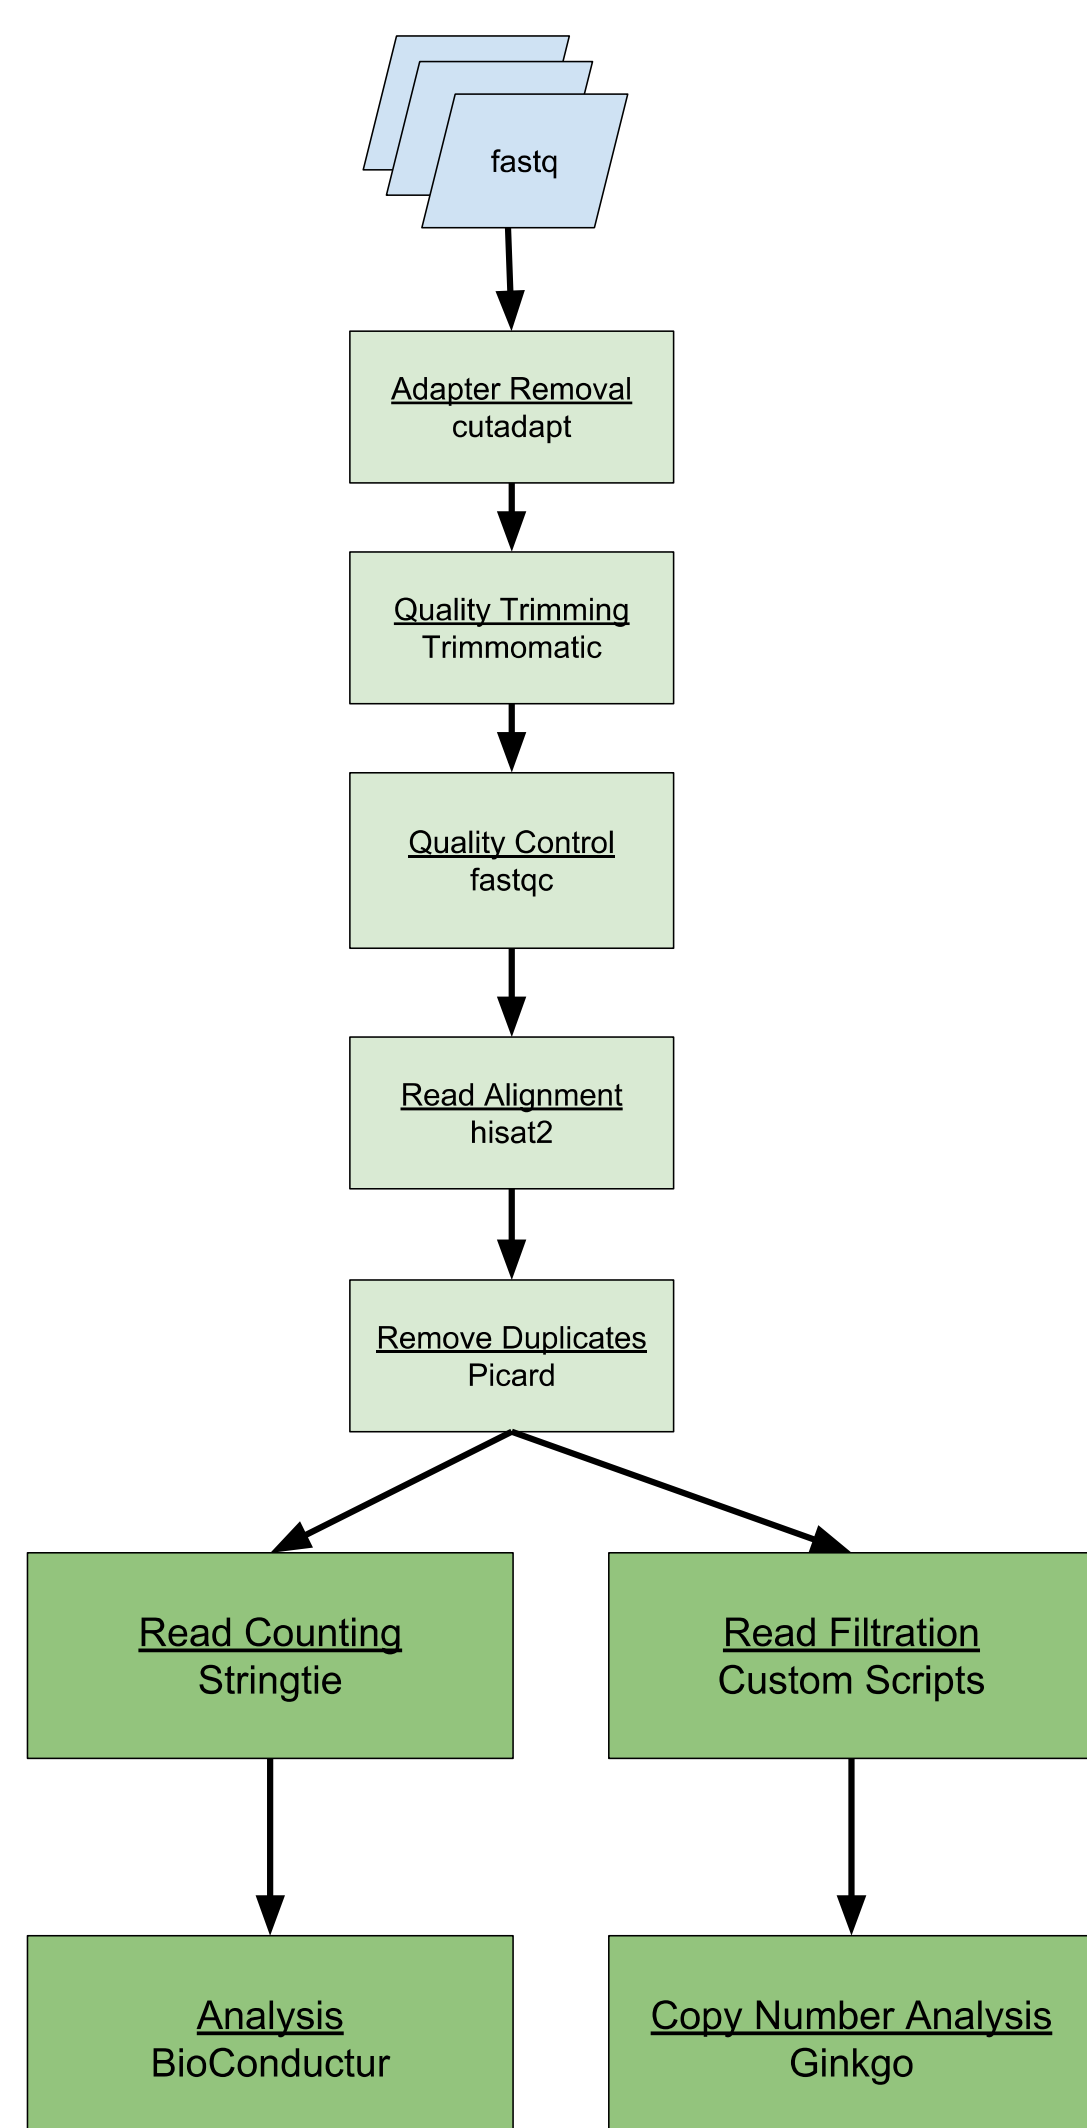 fastq
Adapter Removal
cutadapt
Quality Trimming
Trimmomatic
Quality Control
fastqc
Read Alignment
hisat2
Remove Duplicates
Picard
Read Counting
Stringtie
Read Filtration
Custom Scripts
Analysis
BioConductur
Copy Number Analysis
Ginkgo